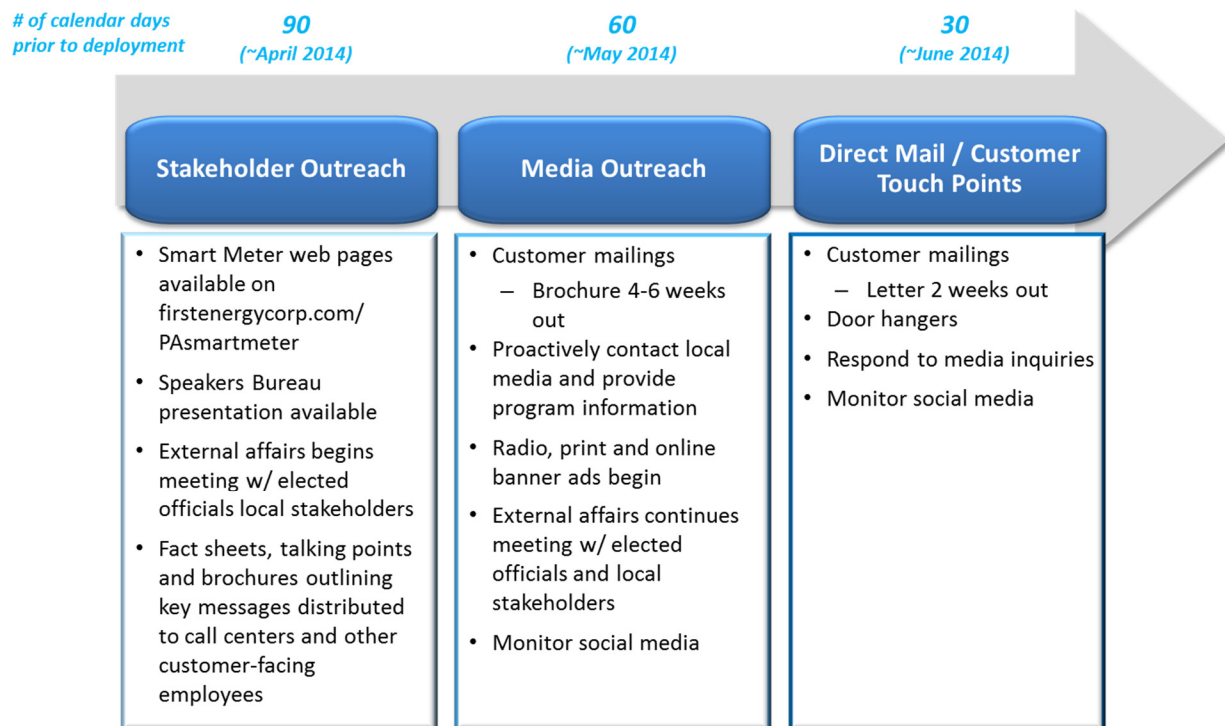 # of calendar days
prior to deployment
90
(~April 2014)
60
(~May 2014)
30
(~June 2014)
Stakeholder Outreach
• Smart Meter web pages
available on
firstenergycorp.com/
PAsmartmeter
• Speakers Bureau
presentation available
• External affairs begins
meeting w/ elected
officials local stakeholders
• Fact sheets, talking points
and brochures outlining
key messages distributed
to call centers and other
customer-facing
employees
Media Outreach
• Customer mailings
– Brochure 4-6 weeks
out
• Proactively contact local
media and provide
program information
• Radio, print and online
banner ads begin
• External affairs continues
meeting w/ elected
officials and local
stakeholders
• Monitor social media
Direct Mail / Customer
Touch Points
• Customer mailings
– Letter 2 weeks out
• Door hangers
• Respond to media inquiries
• Monitor social media